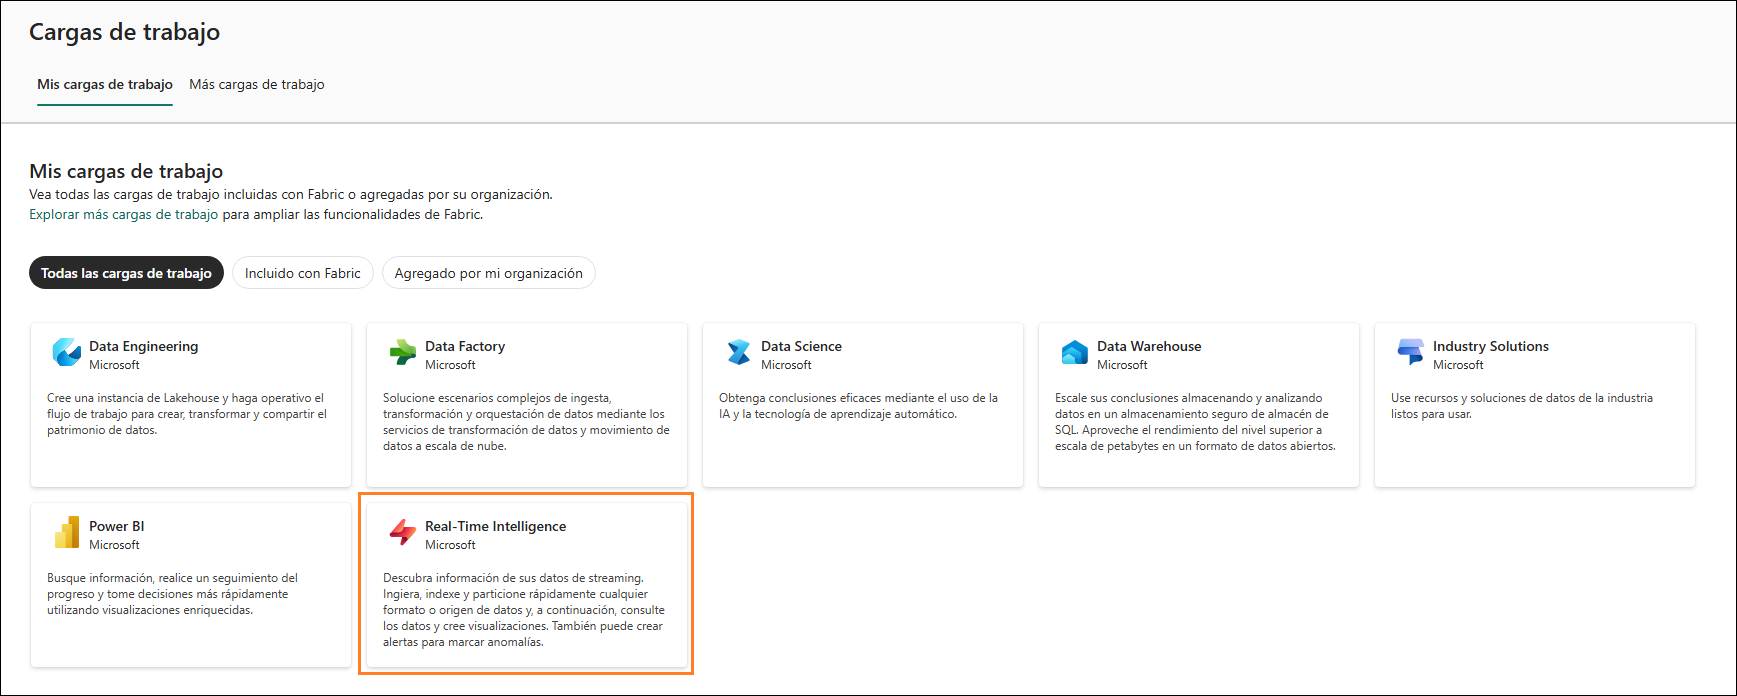 Cargas de trabajo
Mis cargas de trabajo
Más cargas de trabajo
Mis cargas de trabajo
Vea todas las cargas de trabajo incluidas con Fabric o agregadas por su organización.
Explorar más cargas de trabajo para ampliar las funcionalidades de Fabric.
Todas las cargas de trabajo
Incluido con Fabric
Agregado por mi organización
Data Engineering
Microsoft
Cree una instancia de Lakehouse y haga operativo el
flujo de trabajo para crear, transformar y compartir el
patrimonio de datos.
Data Factory
Microsoft
Solucione escenarios complejos de ingesta,
transformación y orquestación de datos mediante los
servicios de transformación de datos y movimiento de
datos a escala de nube.
Data Science
Microsoft
Obtenga conclusiones eficaces mediante el uso de la
IA y la tecnología de aprendizaje automático.
Data Warehouse
Microsoft
Escale sus conclusiones almacenando y analizando
datos en un almacenamiento seguro de almacén de
SQL. Aproveche el rendimiento del nivel superior a
escala de petabytes en un formato de datos abiertos.
Industry Solutions
Microsoft
Use recursos y soluciones de datos de la industria
listos para usar.
Power BI
Microsoft
Busque información, realice un seguimiento del
progreso y tome decisiones más rápidamente
utilizando visualizaciones enriquecidas.
Real-Time Intelligence
Microsoft
Descubra información de sus datos de streaming.
Ingiera, indexe y particione rápidamente cualquier
formato o origen de datos y, a continuación, consulte
los datos y cree visualizaciones. También puede crear
alertas para marcar anomalías.